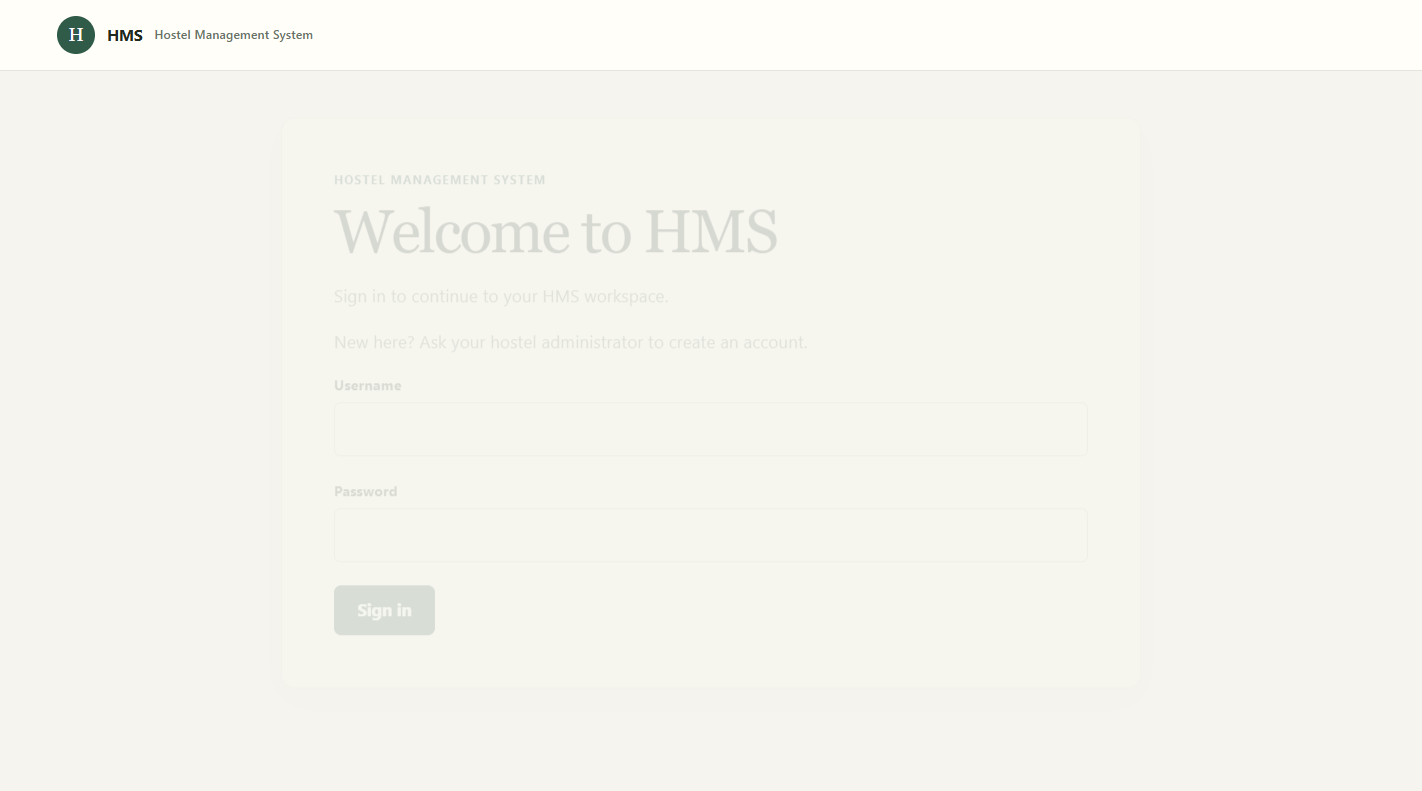 H HMS Hostel Management System
HOSTEL MANAGEMENT SYSTEM
Welcome to HMS
Sign in to continue to your HMS workspace.
New here? Ask your hostel administrator to create an account.
Username
Password
Sign in